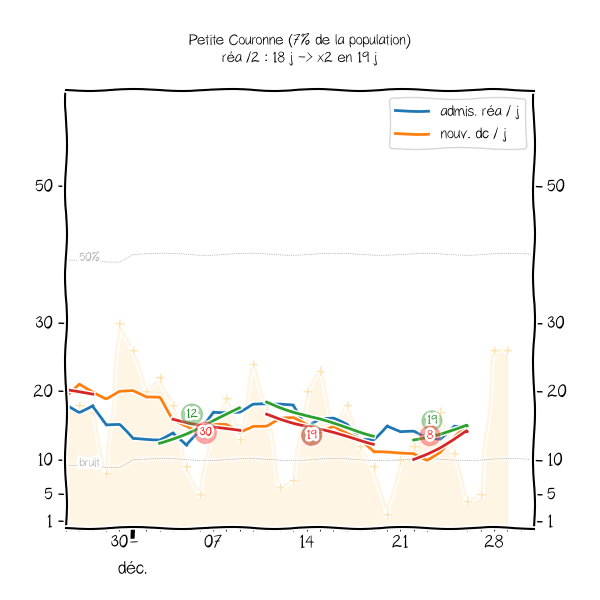 Petite Couronne (7% de la population)
réa /2 : 18 j -> x2 en 19 j
admis. réa / j
nouv. dc / j
50 50
50%
30 30
20 20
12 30 19 19 8
bruit
10 10
5 5
1 1
30 07 14 21 28
déc.